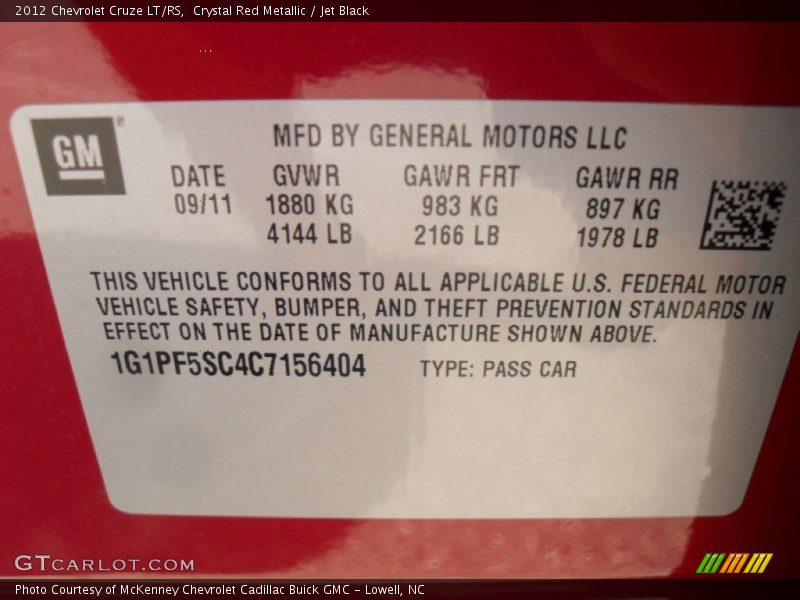 2012 Chevrolet Cruze LT/RS, Crystal Red Metallic / Jet Black
GM ®
MFD BY GENERAL MOTORS LLC
DATE GVWR GAWR FRT GAWR RR
09/11 1880 KG 983 KG 897 KG
4144 LB 2166 LB 1978 LB
THIS VEHICLE CONFORMS TO ALL APPLICABLE U.S. FEDERAL MOTOR
VEHICLE SAFETY, BUMPER, AND THEFT PREVENTION STANDARDS IN
EFFECT ON THE DATE OF MANUFACTURE SHOWN ABOVE.
1G1PF5SC4C7156404 TYPE: PASS CAR
GTCARLOT.COM
Photo Courtesy of McKenney Chevrolet Cadillac Buick GMC - Lowell, NC